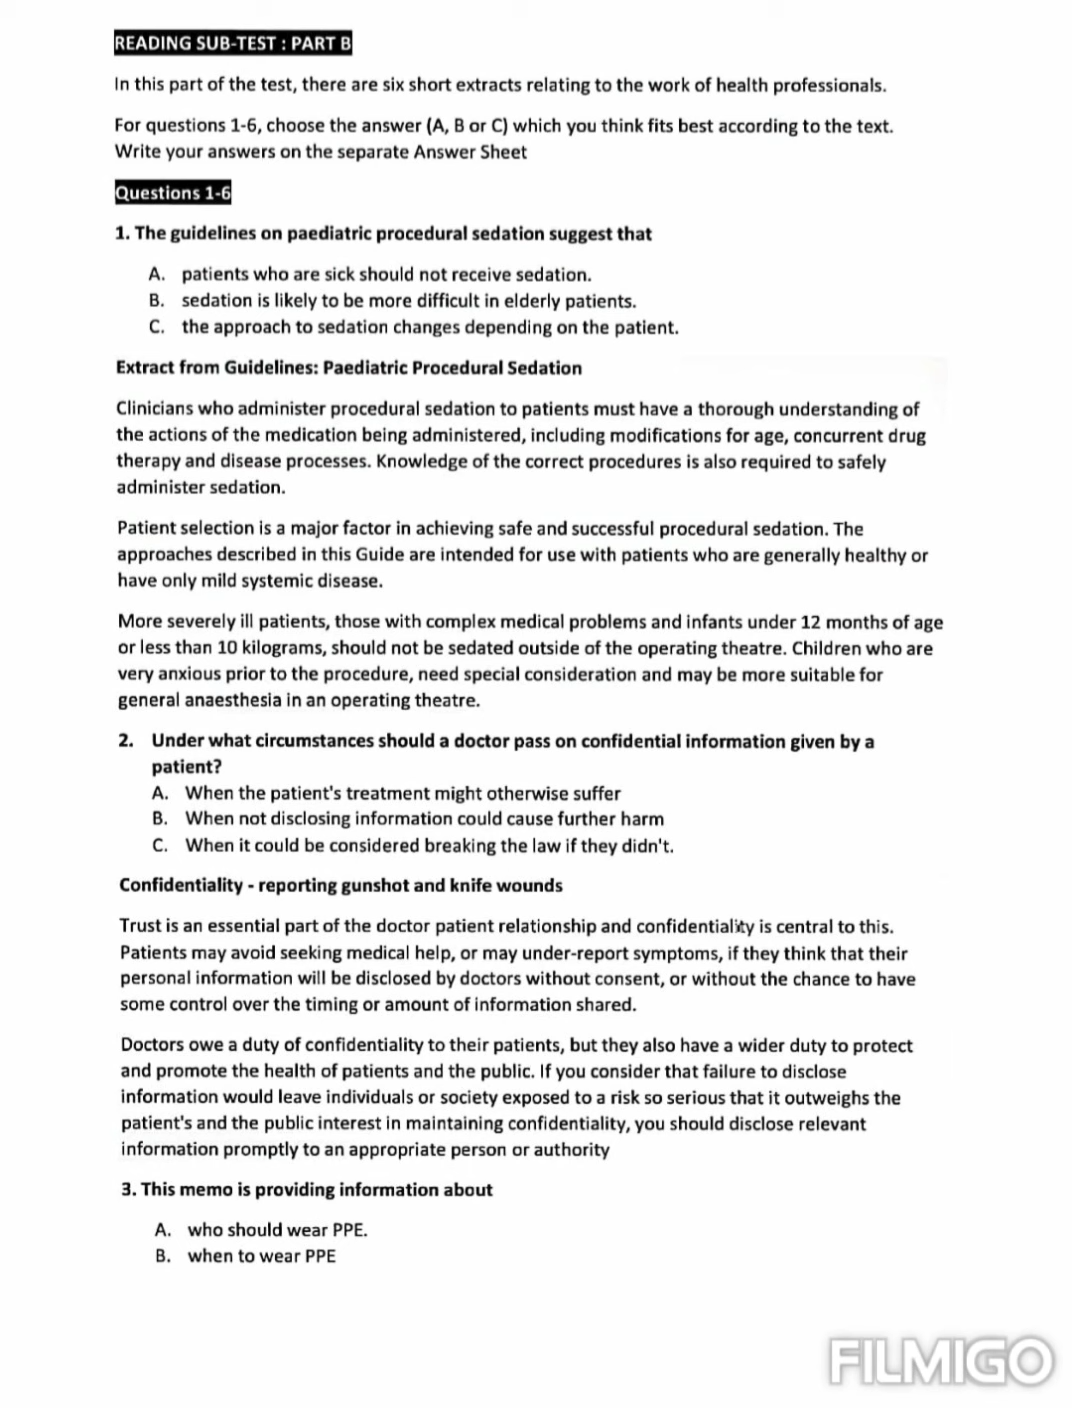 READING SUB-TEST : PART B
In this part of the test, there are six short extracts relating to the work of health professionals.
For questions 1-6, choose the answer (A, B or C) which you think fits best according to the text.
Write your answers on the separate Answer Sheet
Questions 1-6
1. The guidelines on paediatric procedural sedation suggest that
A. patients who are sick should not receive sedation.
B. sedation is likely to be more difficult in elderly patients.
C. the approach to sedation changes depending on the patient.
Extract from Guidelines: Paediatric Procedural Sedation
Clinicians who administer procedural sedation to patients must have a thorough understanding of
the actions of the medication being administered, including modifications for age, concurrent drug
therapy and disease processes. Knowledge of the correct procedures is also required to safely
administer sedation.
Patient selection is a major factor in achieving safe and successful procedural sedation. The
approaches described in this Guide are intended for use with patients who are generally healthy or
have only mild systemic disease.
More severely ill patients, those with complex medical problems and infants under 12 months of age
or less than 10 kilograms, should not be sedated outside of the operating theatre. Children who are
very anxious prior to the procedure, need special consideration and may be more suitable for
general anaesthesia in an operating theatre.
2. Under what circumstances should a doctor pass on confidential information given by a
patient?
A. When the patient's treatment might otherwise suffer
B. When not disclosing information could cause further harm
C. When it could be considered breaking the law if they didn't.
Confidentiality - reporting gunshot and knife wounds
Trust is an essential part of the doctor patient relationship and confidentiality is central to this.
Patients may avoid seeking medical help, or may under-report symptoms, if they think that their
personal information will be disclosed by doctors without consent, or without the chance to have
some control over the timing or amount of information shared.
Doctors owe a duty of confidentiality to their patients, but they also have a wider duty to protect
and promote the health of patients and the public. If you consider that failure to disclose
information would leave individuals or society exposed to a risk so serious that it outweighs the
patient's and the public interest in maintaining confidentiality, you should disclose relevant
information promptly to an appropriate person or authority
3. This memo is providing information about
A. who should wear PPE.
B. when to wear PPE
FILMIGO